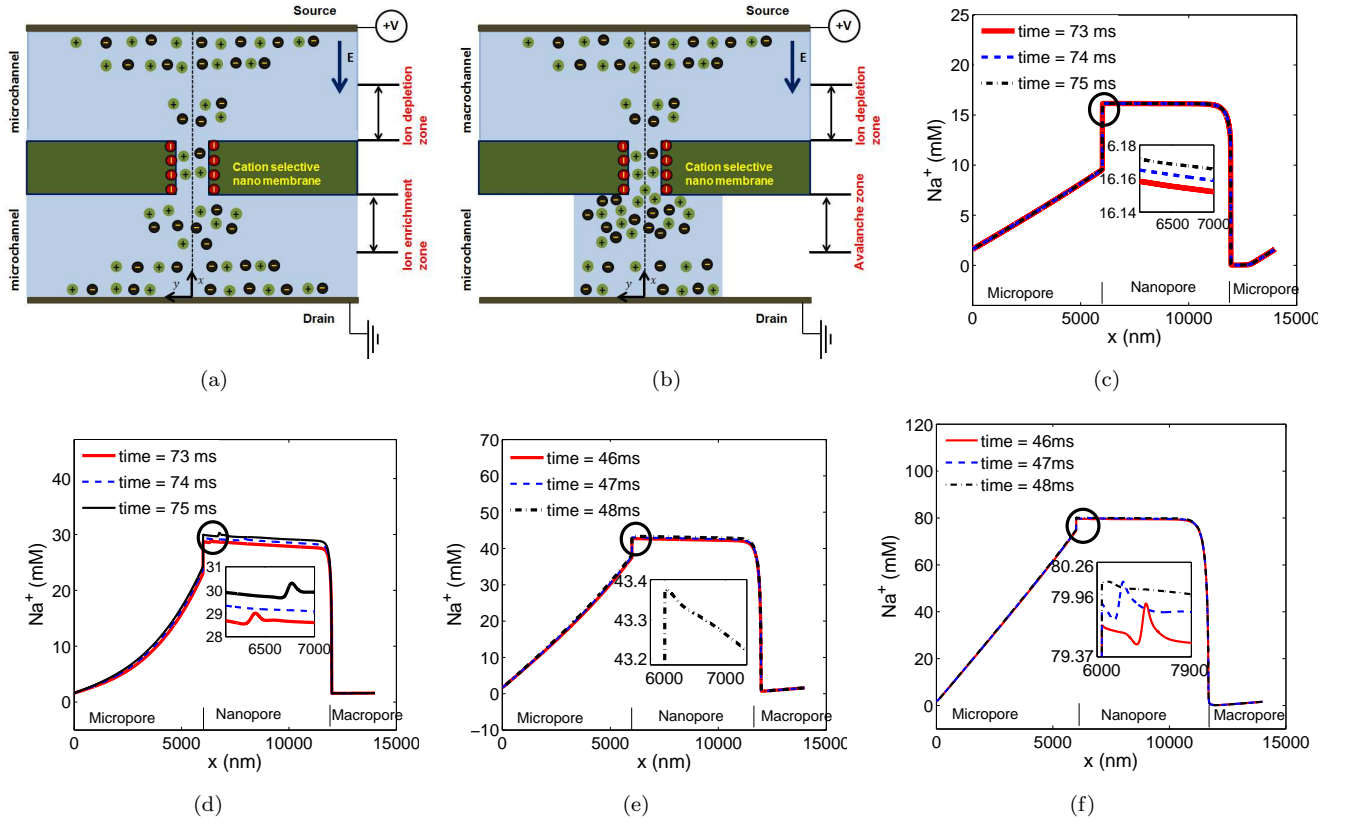 Source
+V
E
microchannel
Ion depletion
zone
Cation selective
nano membrane
microchannel
Ion enrichment
zone
y
x
Drain
(a)
Source
+V
E
macrochannel
Ion depletion
zone
Cation selective
nano membrane
microchannel
Avalanche zone
y
x
Drain
(b)
25
20
15
10
5
0
Na+ (mM)
time = 73 ms
time = 74 ms
time = 75 ms
6.18
16.16
16.14
6500 7000
Micropore Nanopore Micropore
0 5000 10000 15000
x (nm)
(c)
40
30
20
10
0
Na+ (mM)
time = 73 ms
time = 74 ms
time = 75 ms
31
30
29
28
6500 7000
Micropore Nanopore Macropore
0 5000 10000 15000
x (nm)
(d)
70
60
50
40
30
20
10
0
−10
Na+ (mM)
time = 46ms
time = 47ms
time = 48ms
43.4
43.3
43.2
6000 7000
Micropore Nanopore Macropore
0 5000 10000 15000
x (nm)
(e)
120
100
80
60
40
20
0
Na+ (mM)
time = 46ms
time = 47ms
time = 48ms
80.26
79.96
79.37
6000 7900
Micropore Nanopore Macropore
0 5000 10000 15000
x (nm)
(f)